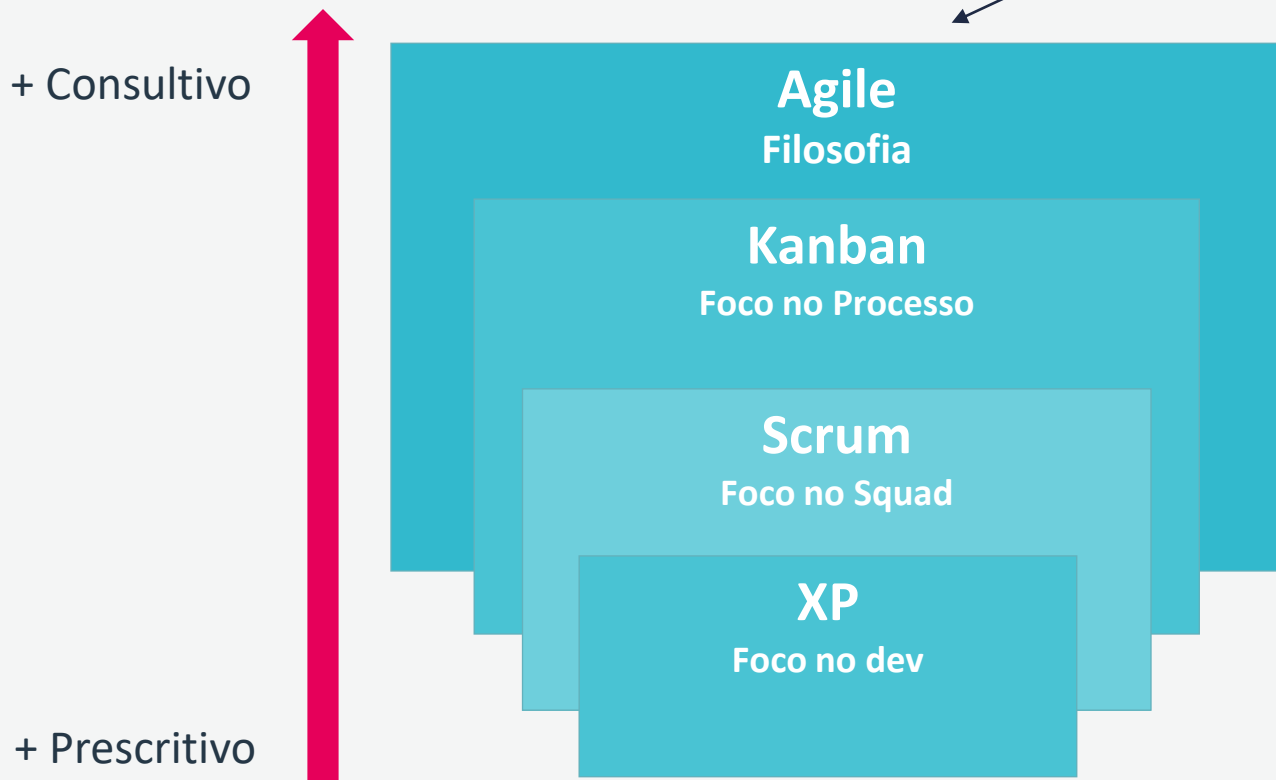 + Consultivo
Agile
Filosofia
Kanban
Foco no Processo
Scrum
Foco no Squad
XP
Foco no dev
+ Prescritivo